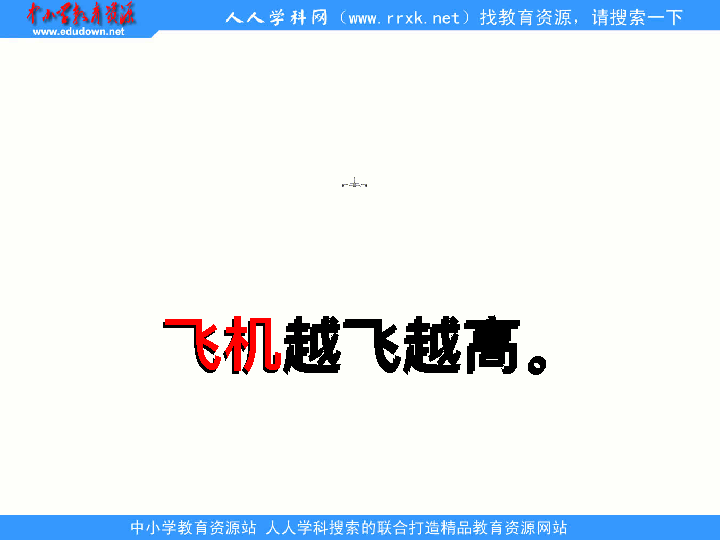 中小学教育资源
www.edudown.net
人人学科网（www.rrxk.net）找教育资源，请搜索一下
飞机越飞越高。
中小学教育资源站 人人学科搜索的联合打造精品教育资源网站